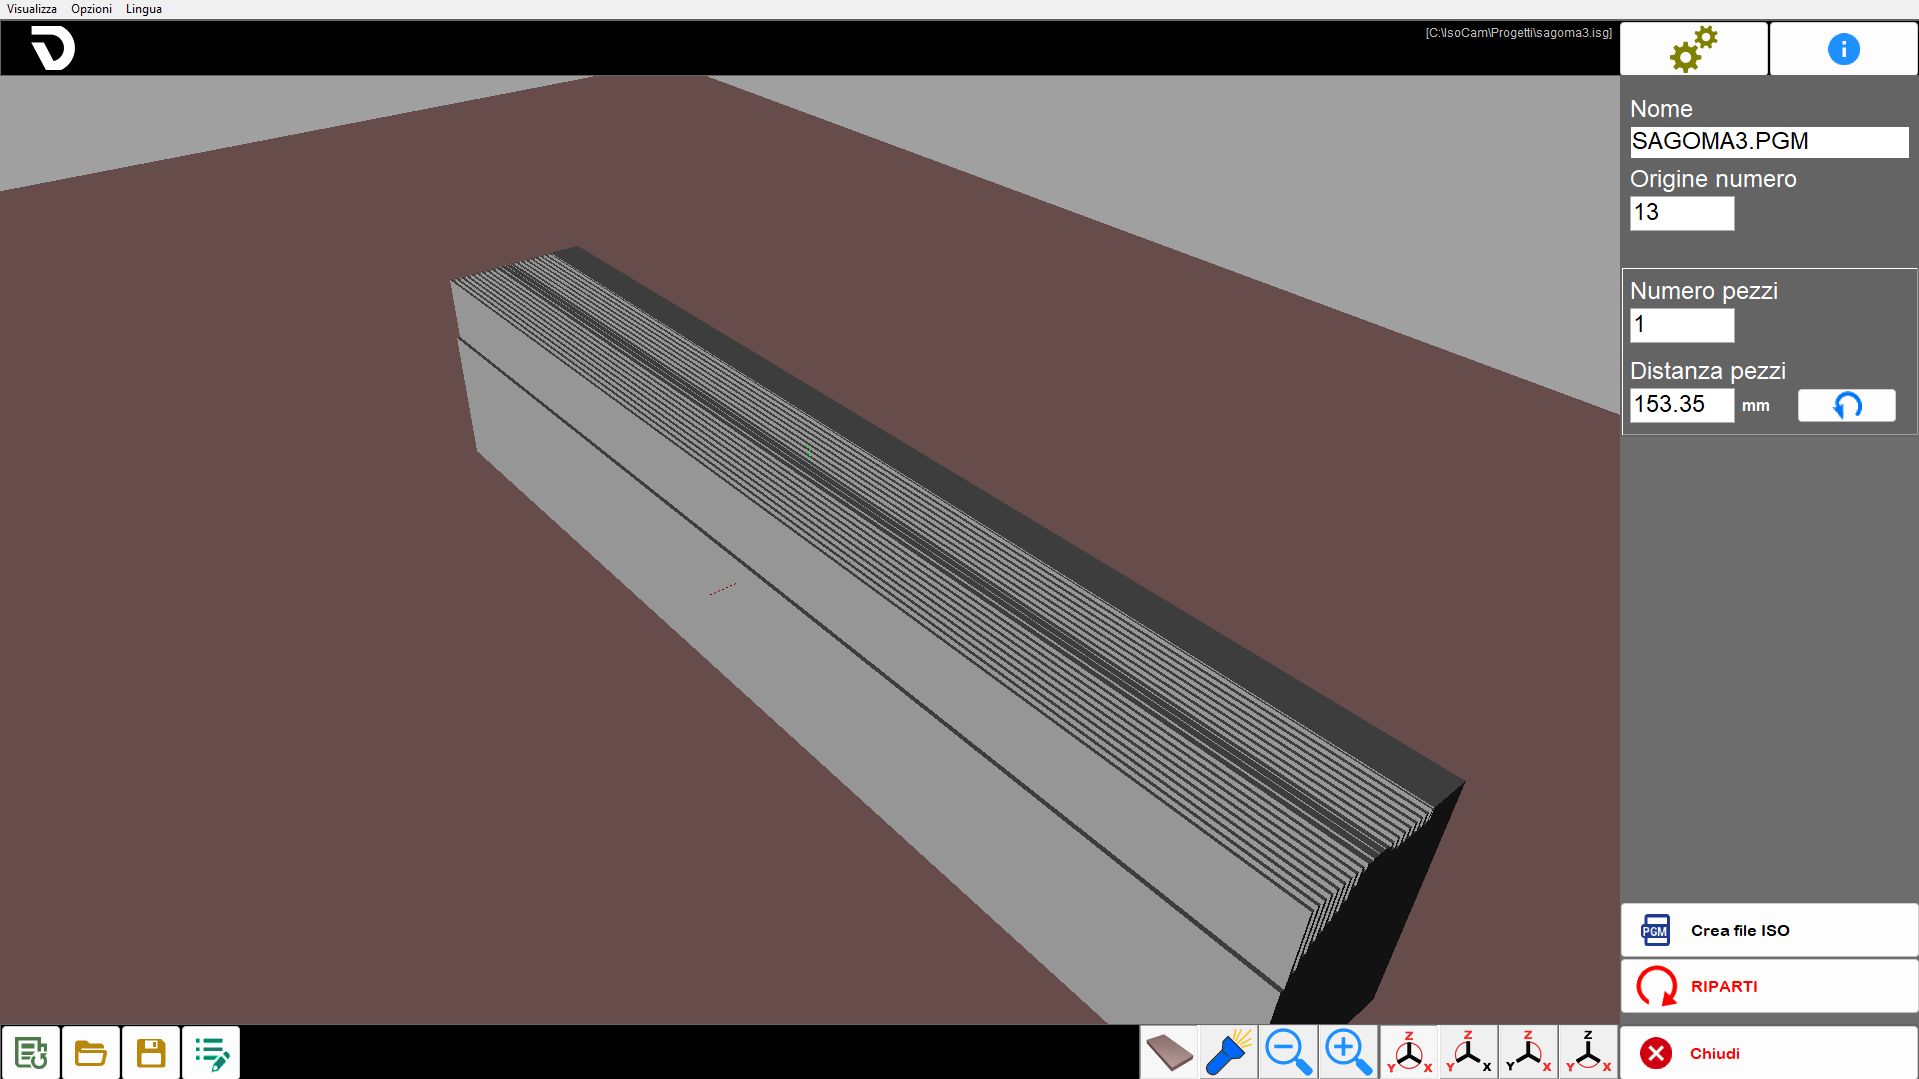 Visualizza Opzioni Lingua
[C:\IsoCam\Progetti\sagoma3.isg]
Nome
SAGOMA3.PGM
Origine numero
13
Numero pezzi
1
Distanza pezzi
153.35 mm
PGM Crea file ISO
RIPARTI
Chiudi
Z Y X
Z Y X
Z Y X
Z Y X